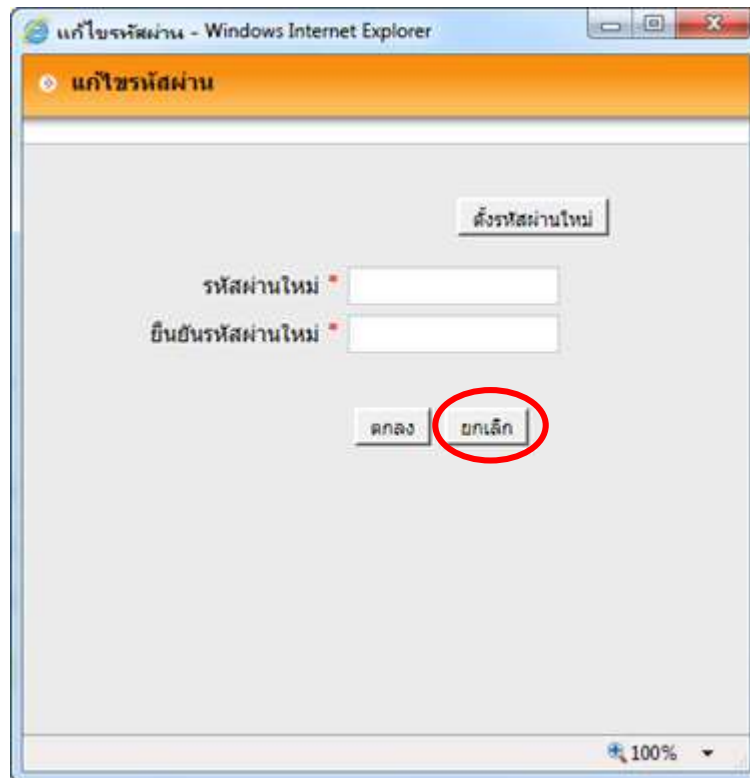 แก้ไขรหัสผ่าน - Windows Internet Explorer
แก้ไขรหัสผ่าน
ตั้งรหัสผ่านใหม่
รหัสผ่านใหม่ *
ยืนยันรหัสผ่านใหม่ *
ตกลง ยกเลิก
100%